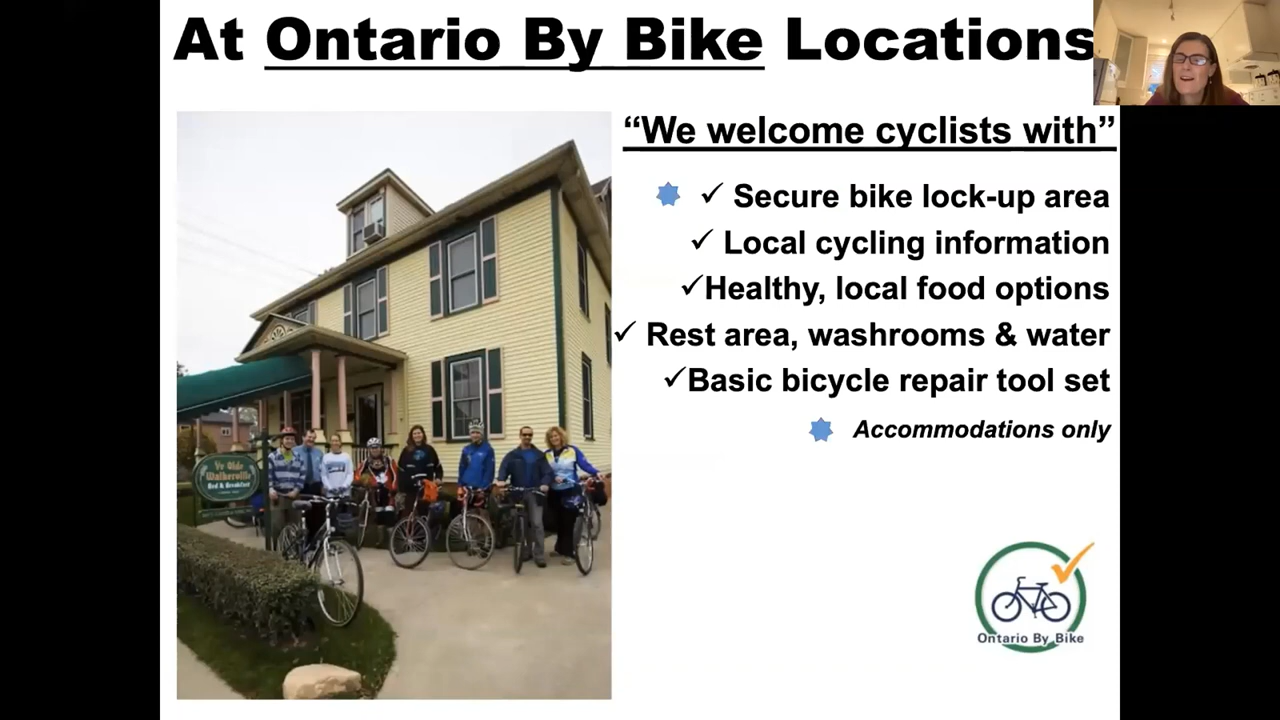 At Ontario By Bike Locations
“We welcome cyclists with”
✓ Secure bike lock-up area
✓ Local cycling information
✓Healthy, local food options
✓ Rest area, washrooms & water
✓Basic bicycle repair tool set
Accommodations only
Ye Olde
Walkerville
Bed & Breakfast
Ontario By Bike